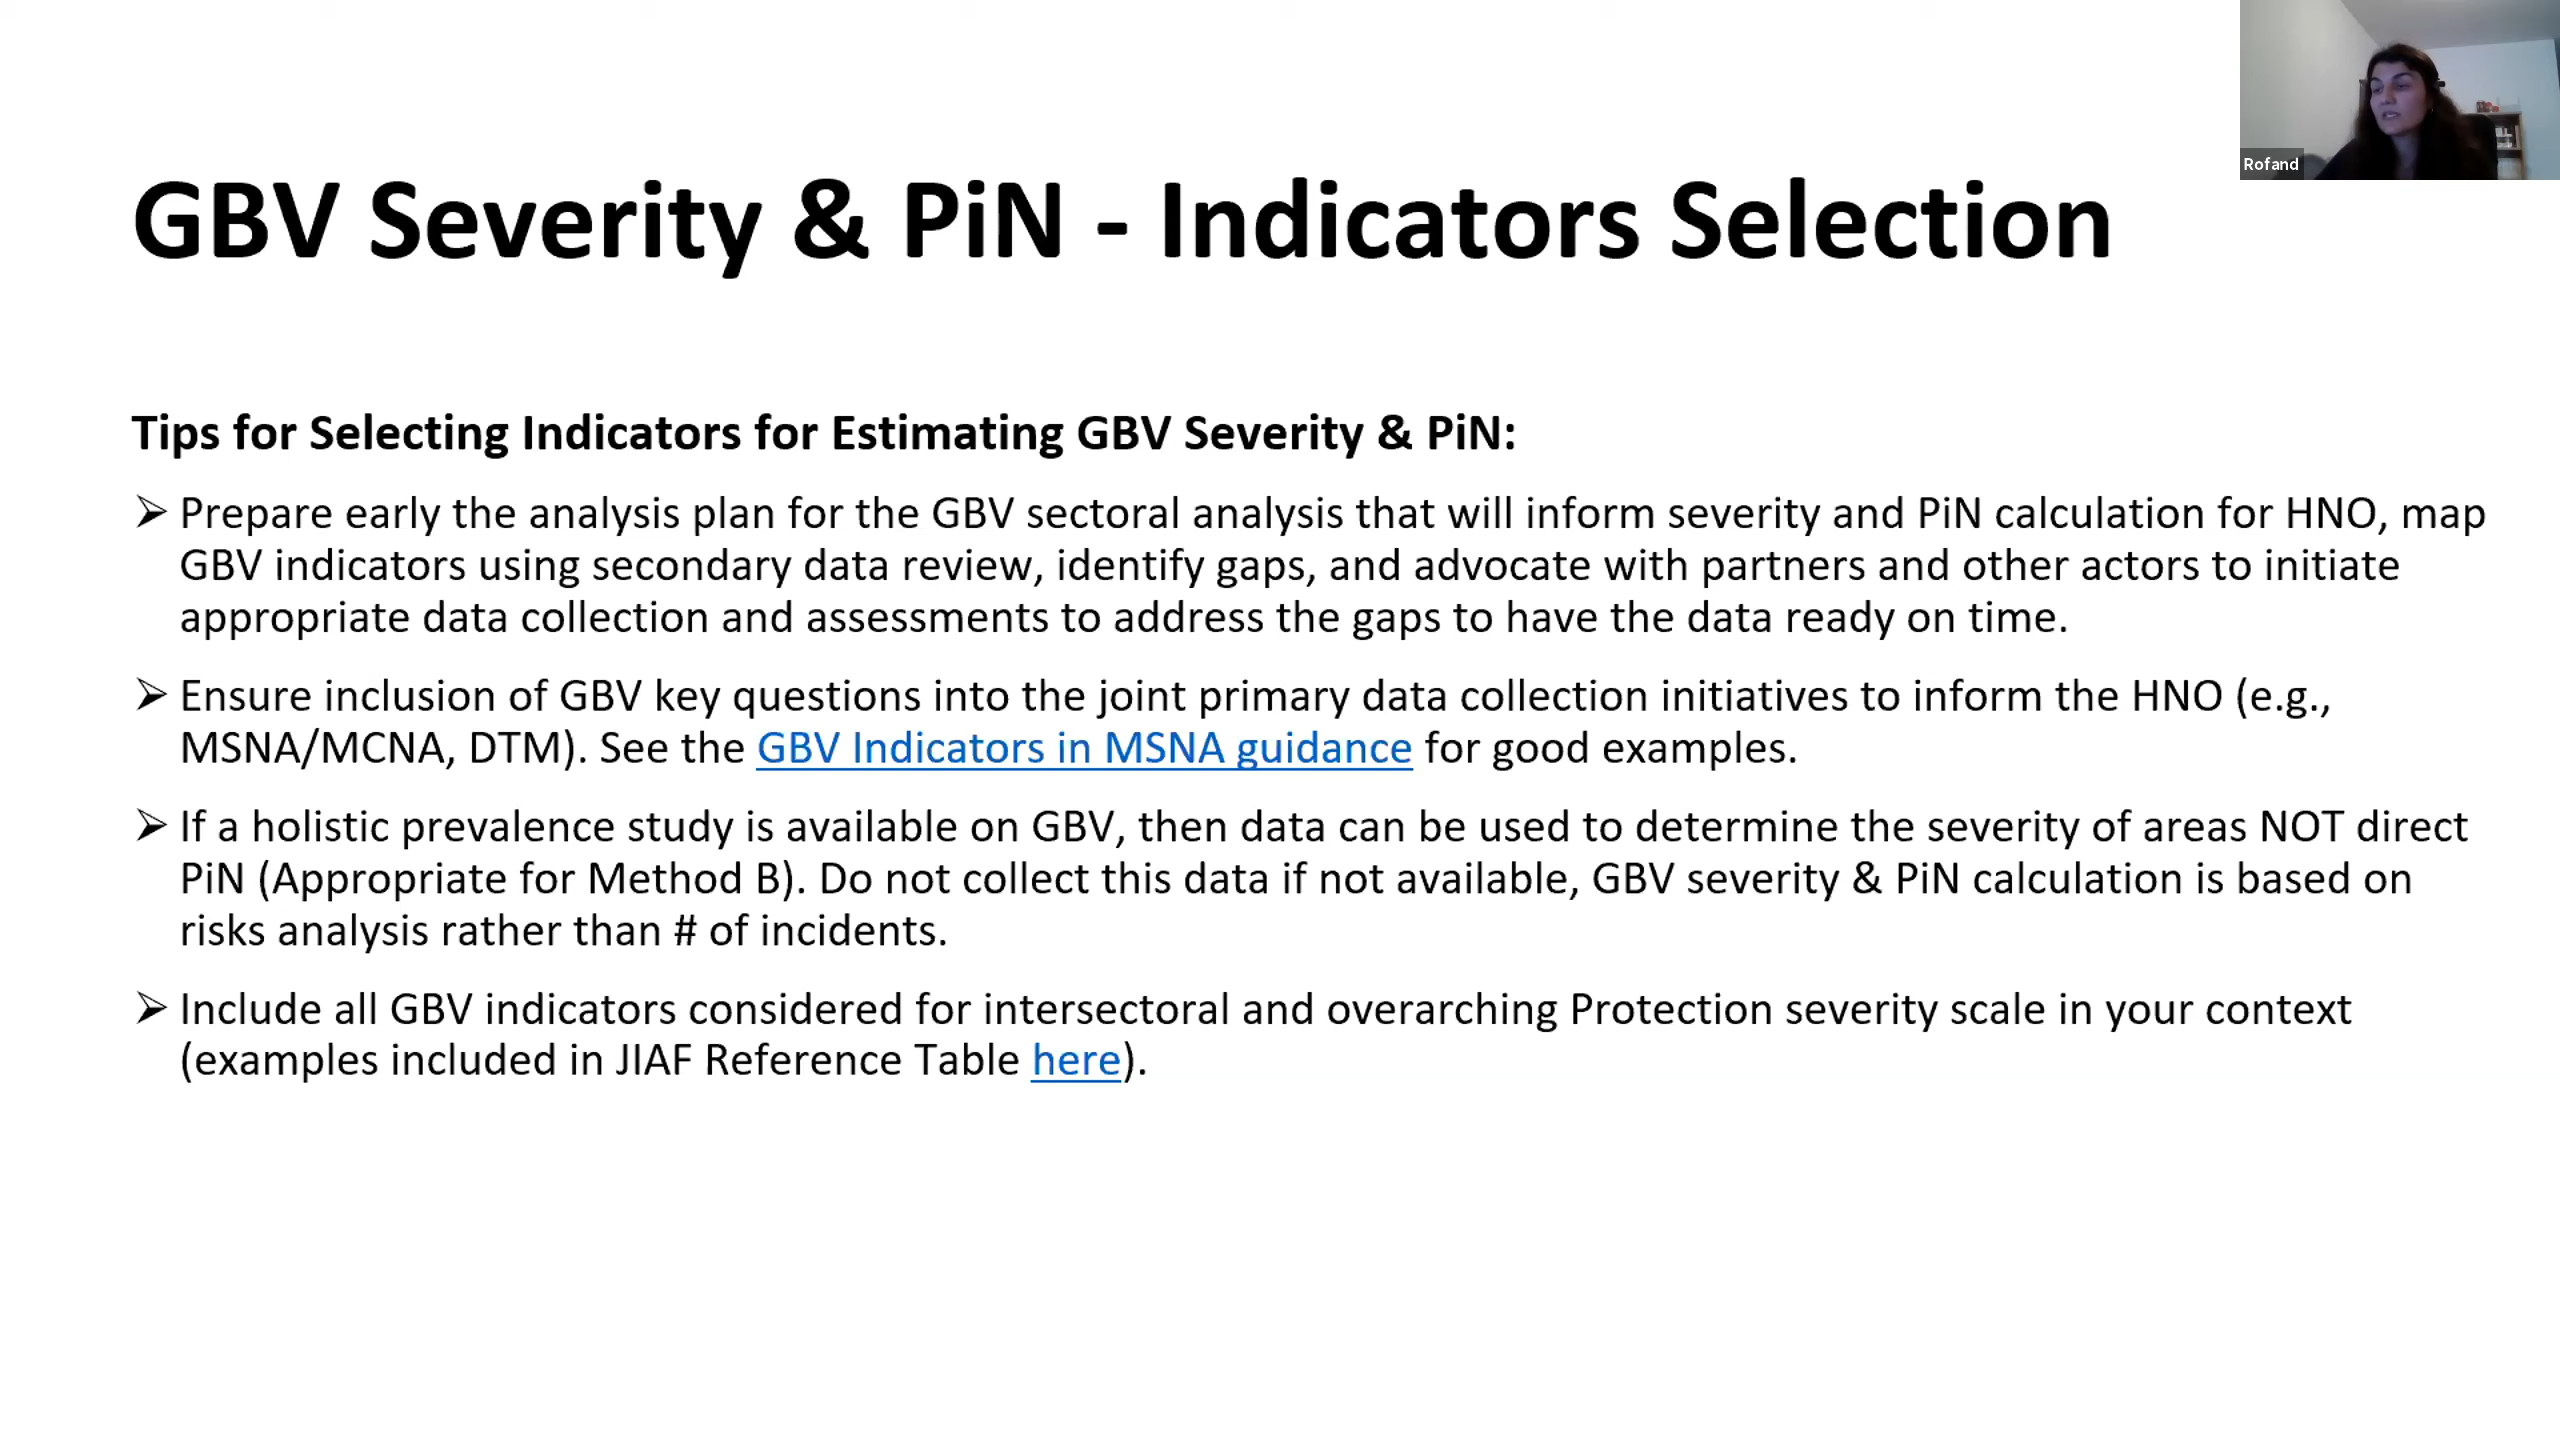 Rofand
GBV Severity & PiN - Indicators Selection
Tips for Selecting Indicators for Estimating GBV Severity & PiN:
➢ Prepare early the analysis plan for the GBV sectoral analysis that will inform severity and PiN calculation for HNO, map
GBV indicators using secondary data review, identify gaps, and advocate with partners and other actors to initiate
appropriate data collection and assessments to address the gaps to have the data ready on time.
➢ Ensure inclusion of GBV key questions into the joint primary data collection initiatives to inform the HNO (e.g.,
MSNA/MCNA, DTM). See the GBV Indicators in MSNA guidance for good examples.
➢ If a holistic prevalence study is available on GBV, then data can be used to determine the severity of areas NOT direct
PiN (Appropriate for Method B). Do not collect this data if not available, GBV severity & PiN calculation is based on
risks analysis rather than # of incidents.
➢ Include all GBV indicators considered for intersectoral and overarching Protection severity scale in your context
(examples included in JIAF Reference Table here).